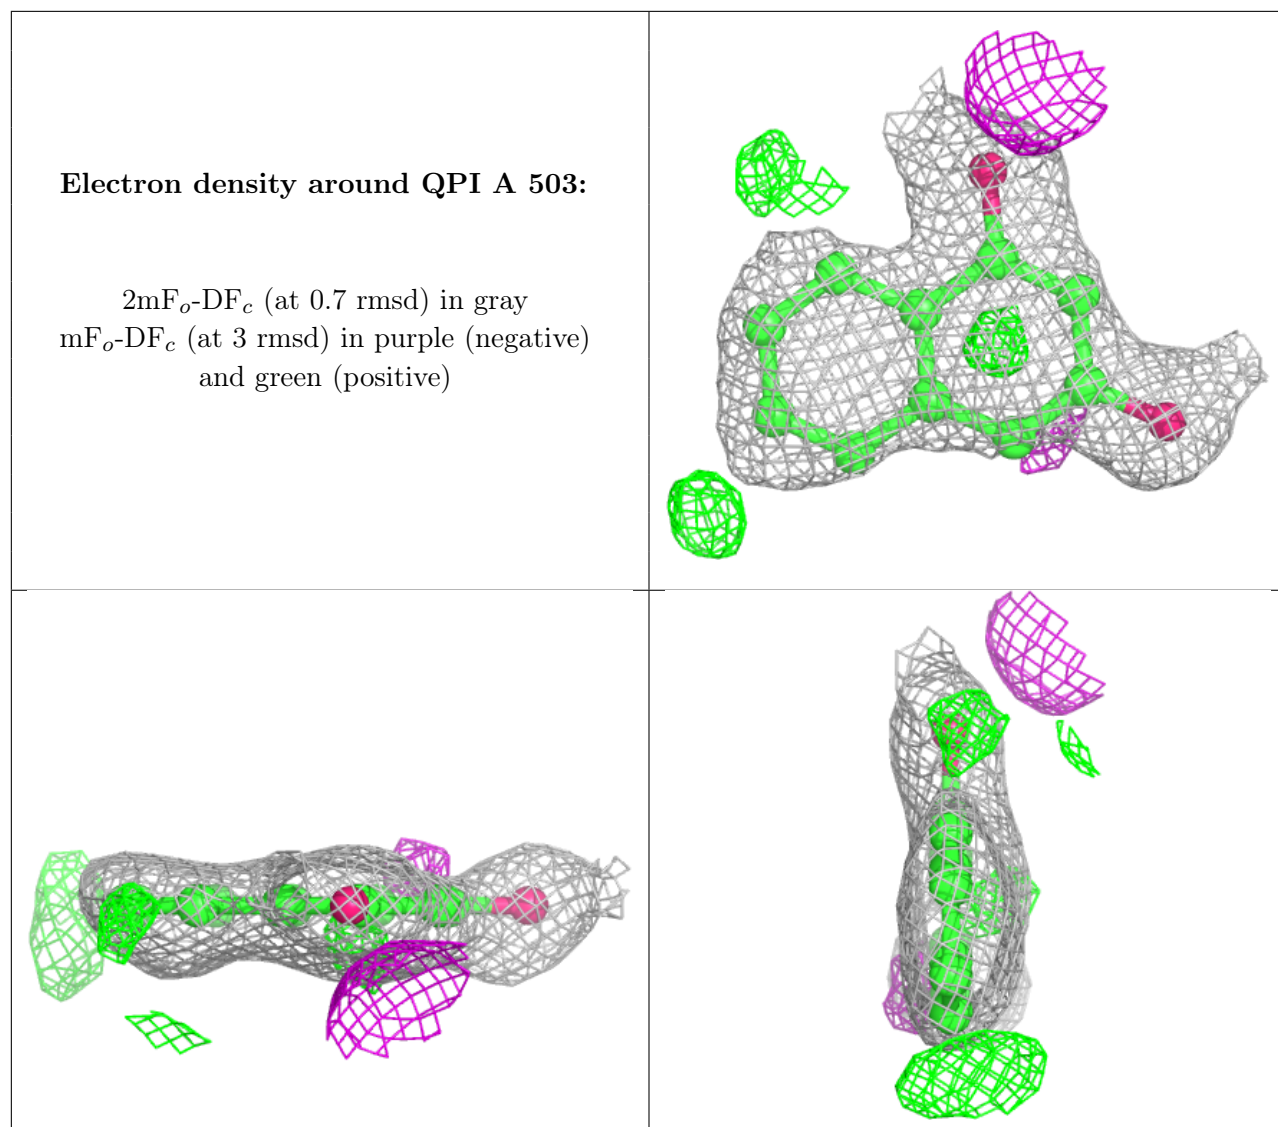 Electron density around QPI A 503:
2mFo-DFc (at 0.7 rmsd) in gray
mFo-DFc (at 3 rmsd) in purple (negative)
and green (positive)